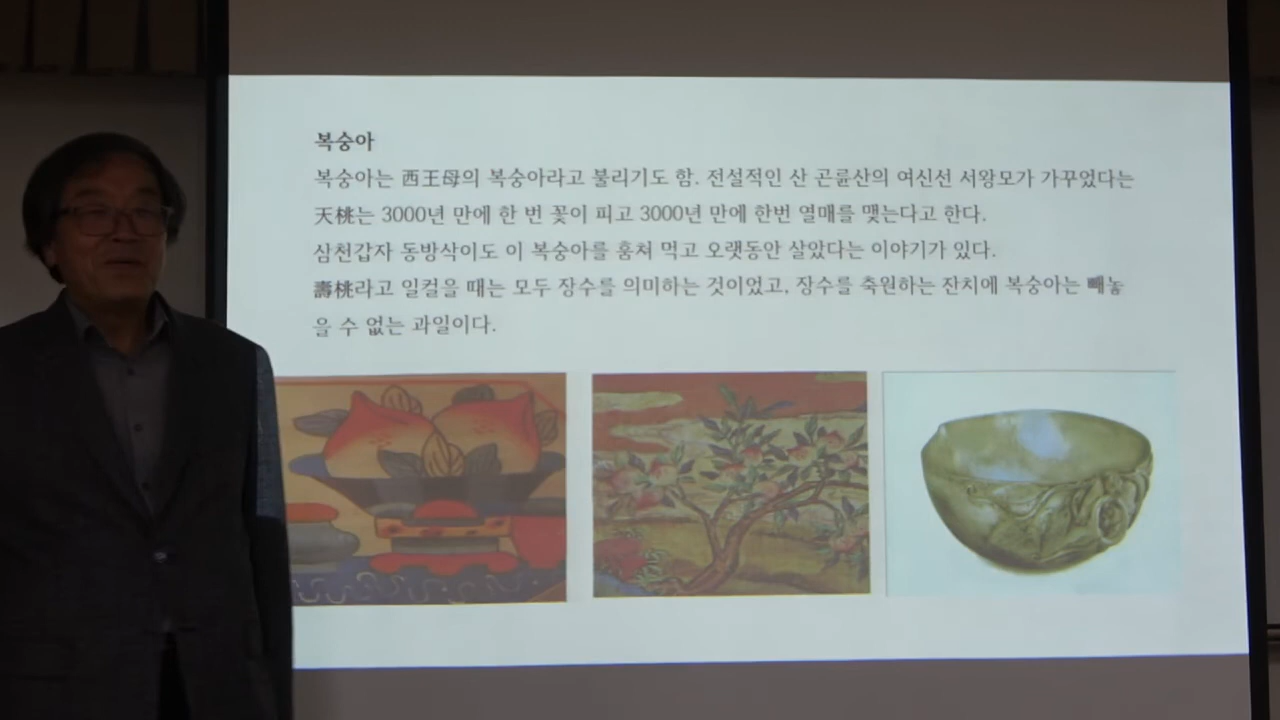 복숭아
복숭아는 西王母의 복숭아라고 불리기도 함. 전설적인 산 곤륜산의 여신선 서왕모가 가꾸었다는
天桃는 3000년 만에 한 번 꽃이 피고 3000년 만에 한번 열매를 맺는다고 한다.
삼천갑자 동방삭이도 이 복숭아를 훔쳐 먹고 오랫동안 살았다는 이야기가 있다.
壽桃라고 일컬을 때는 모두 장수를 의미하는 것이었고, 장수를 축원하는 잔치에 복숭아는 빼놓
을 수 없는 과일이다.